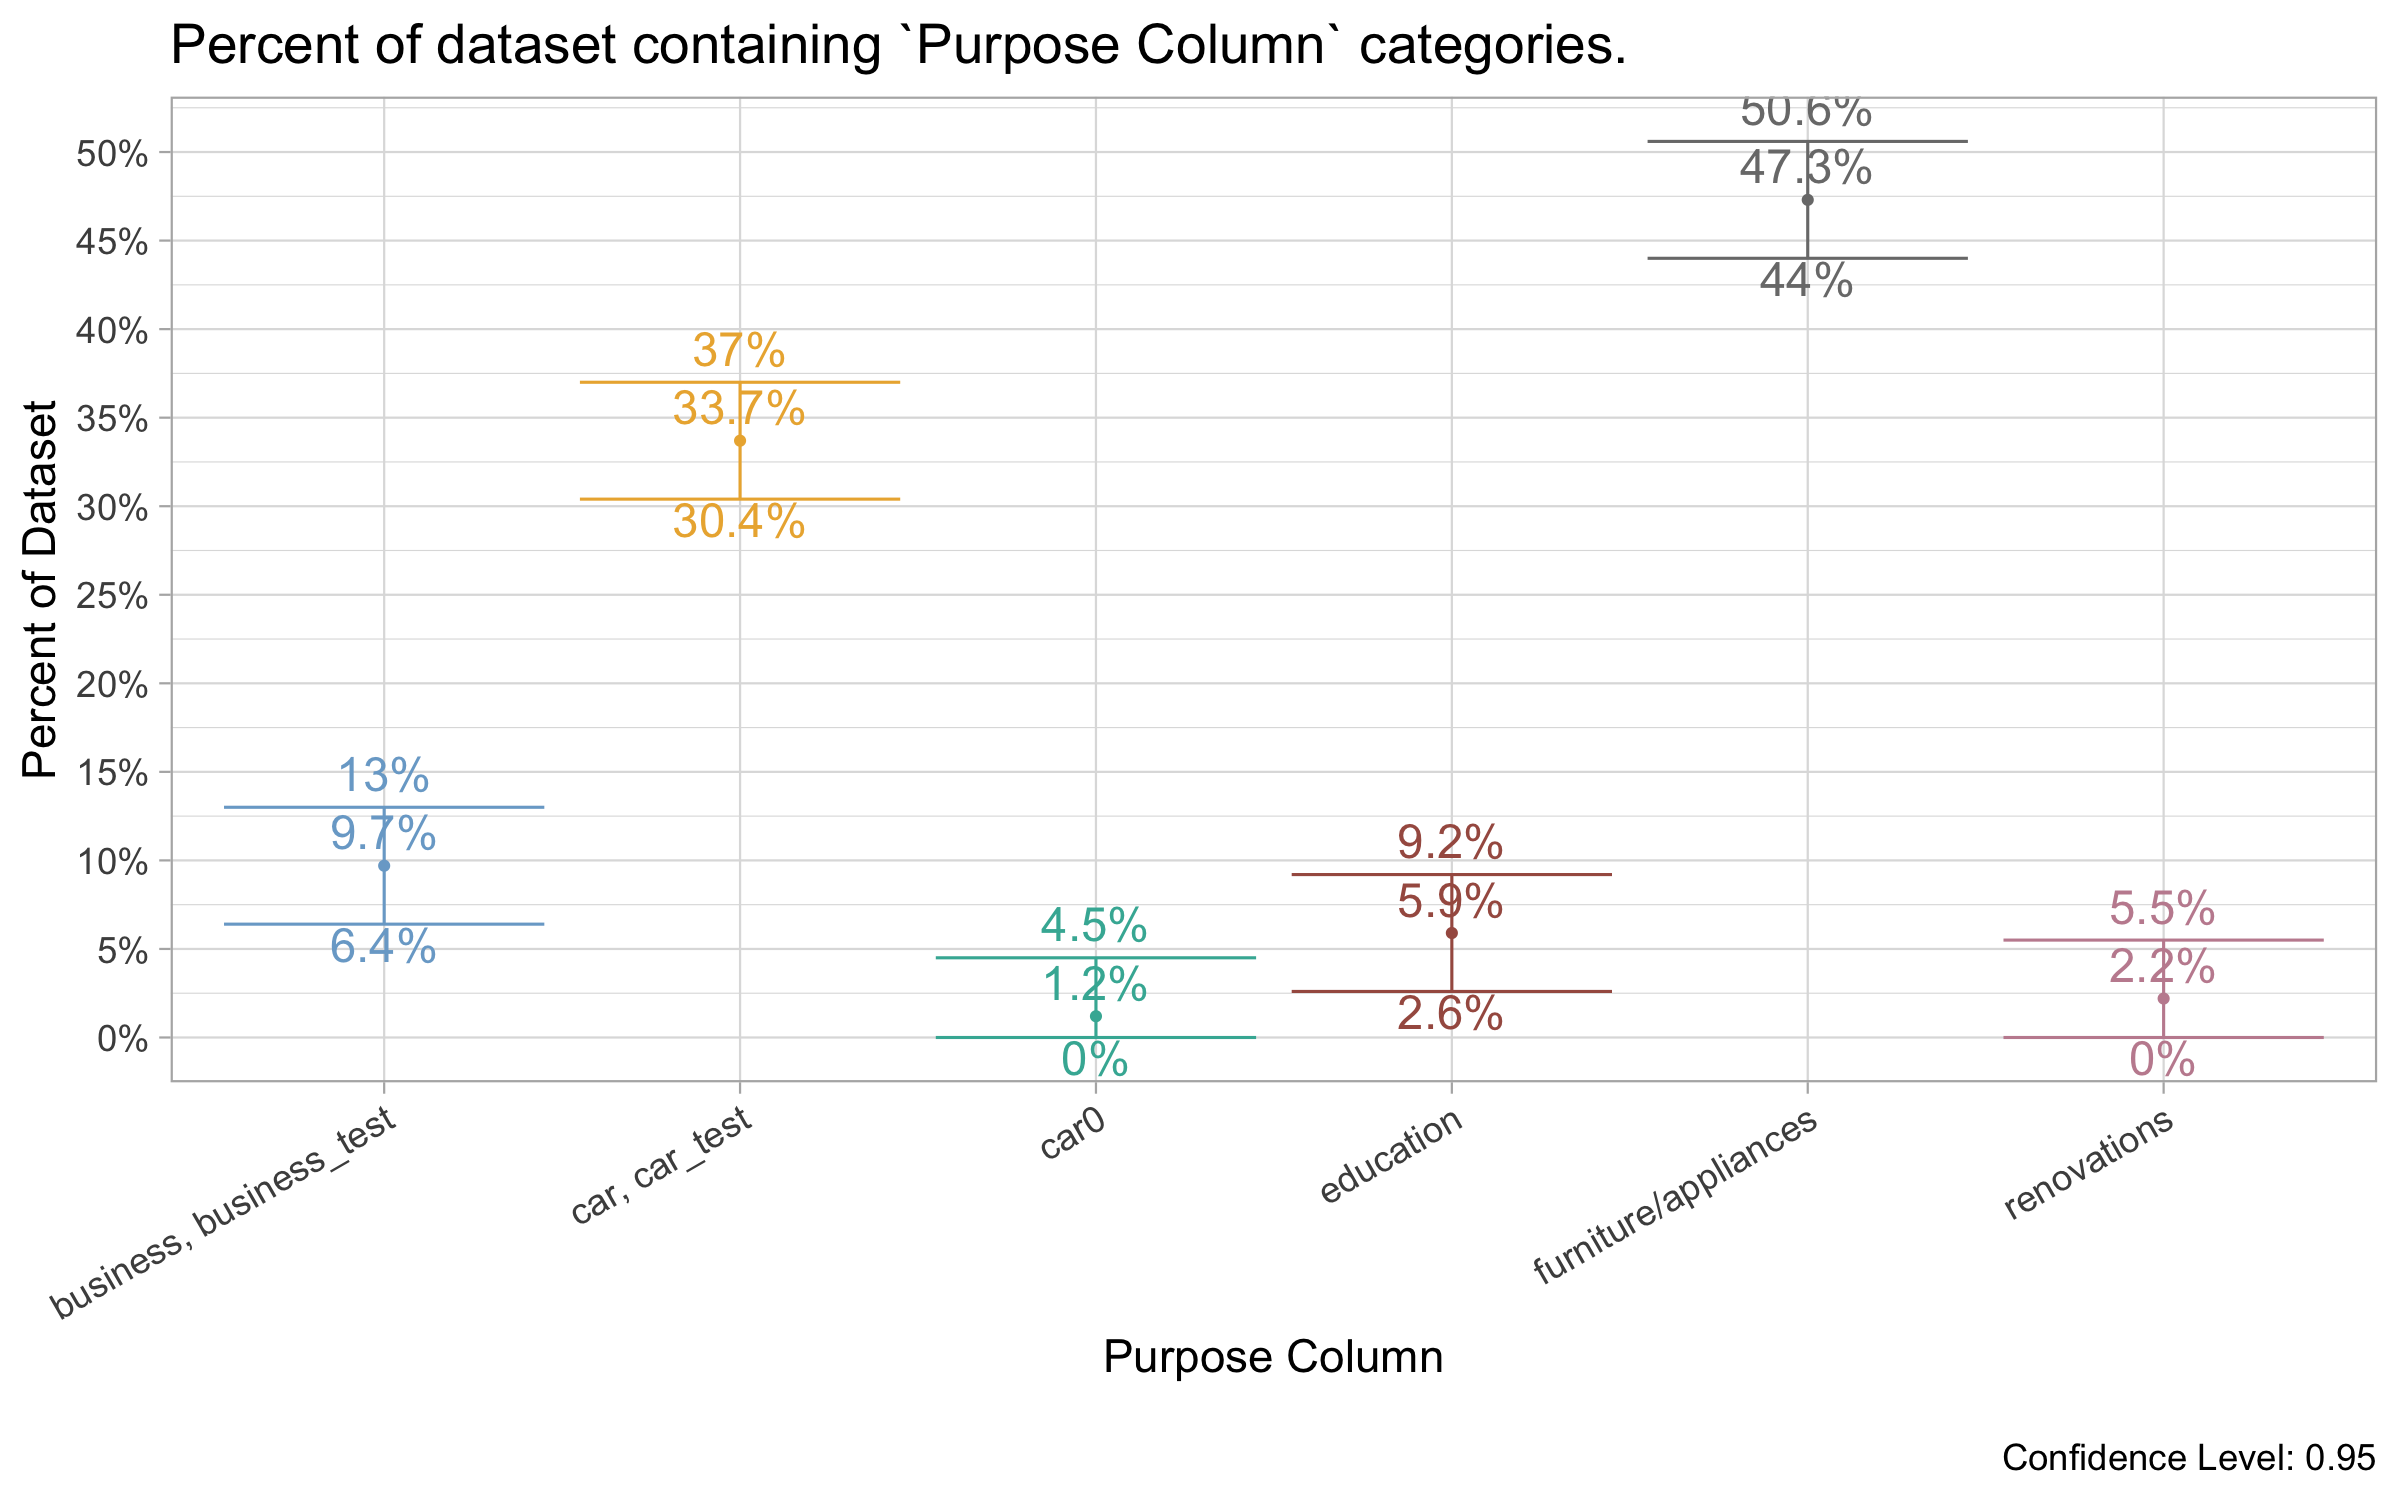 Percent of dataset containing `Purpose Column` categories.
Percent of Dataset
50%
45%
40%
35%
30%
25%
20%
15%
10%
5%
0%
13%
9.7%
6.4%
37%
33.7%
30.4%
4.5%
1.2%
0%
9.2%
5.9%
2.6%
50.6%
47.3%
44%
5.5%
2.2%
0%
business, business_test
car, car_test
car0
education
furniture/appliances
renovations
Purpose Column
Confidence Level: 0.95